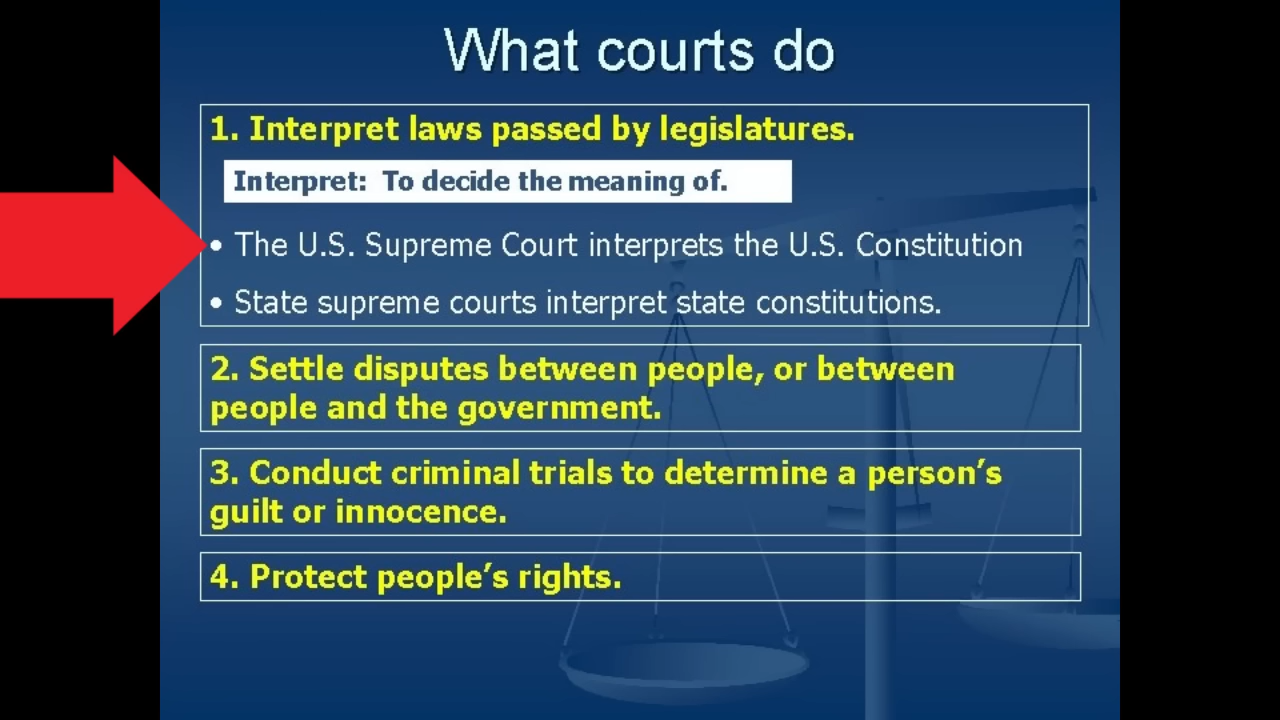 What courts do
1. Interpret laws passed by legislatures.
Interpret: To decide the meaning of.
• The U.S. Supreme Court interprets the U.S. Constitution
• State supreme courts interpret state constitutions.
2. Settle disputes between people, or between
people and the government.
3. Conduct criminal trials to determine a person’s
guilt or innocence.
4. Protect people’s rights.